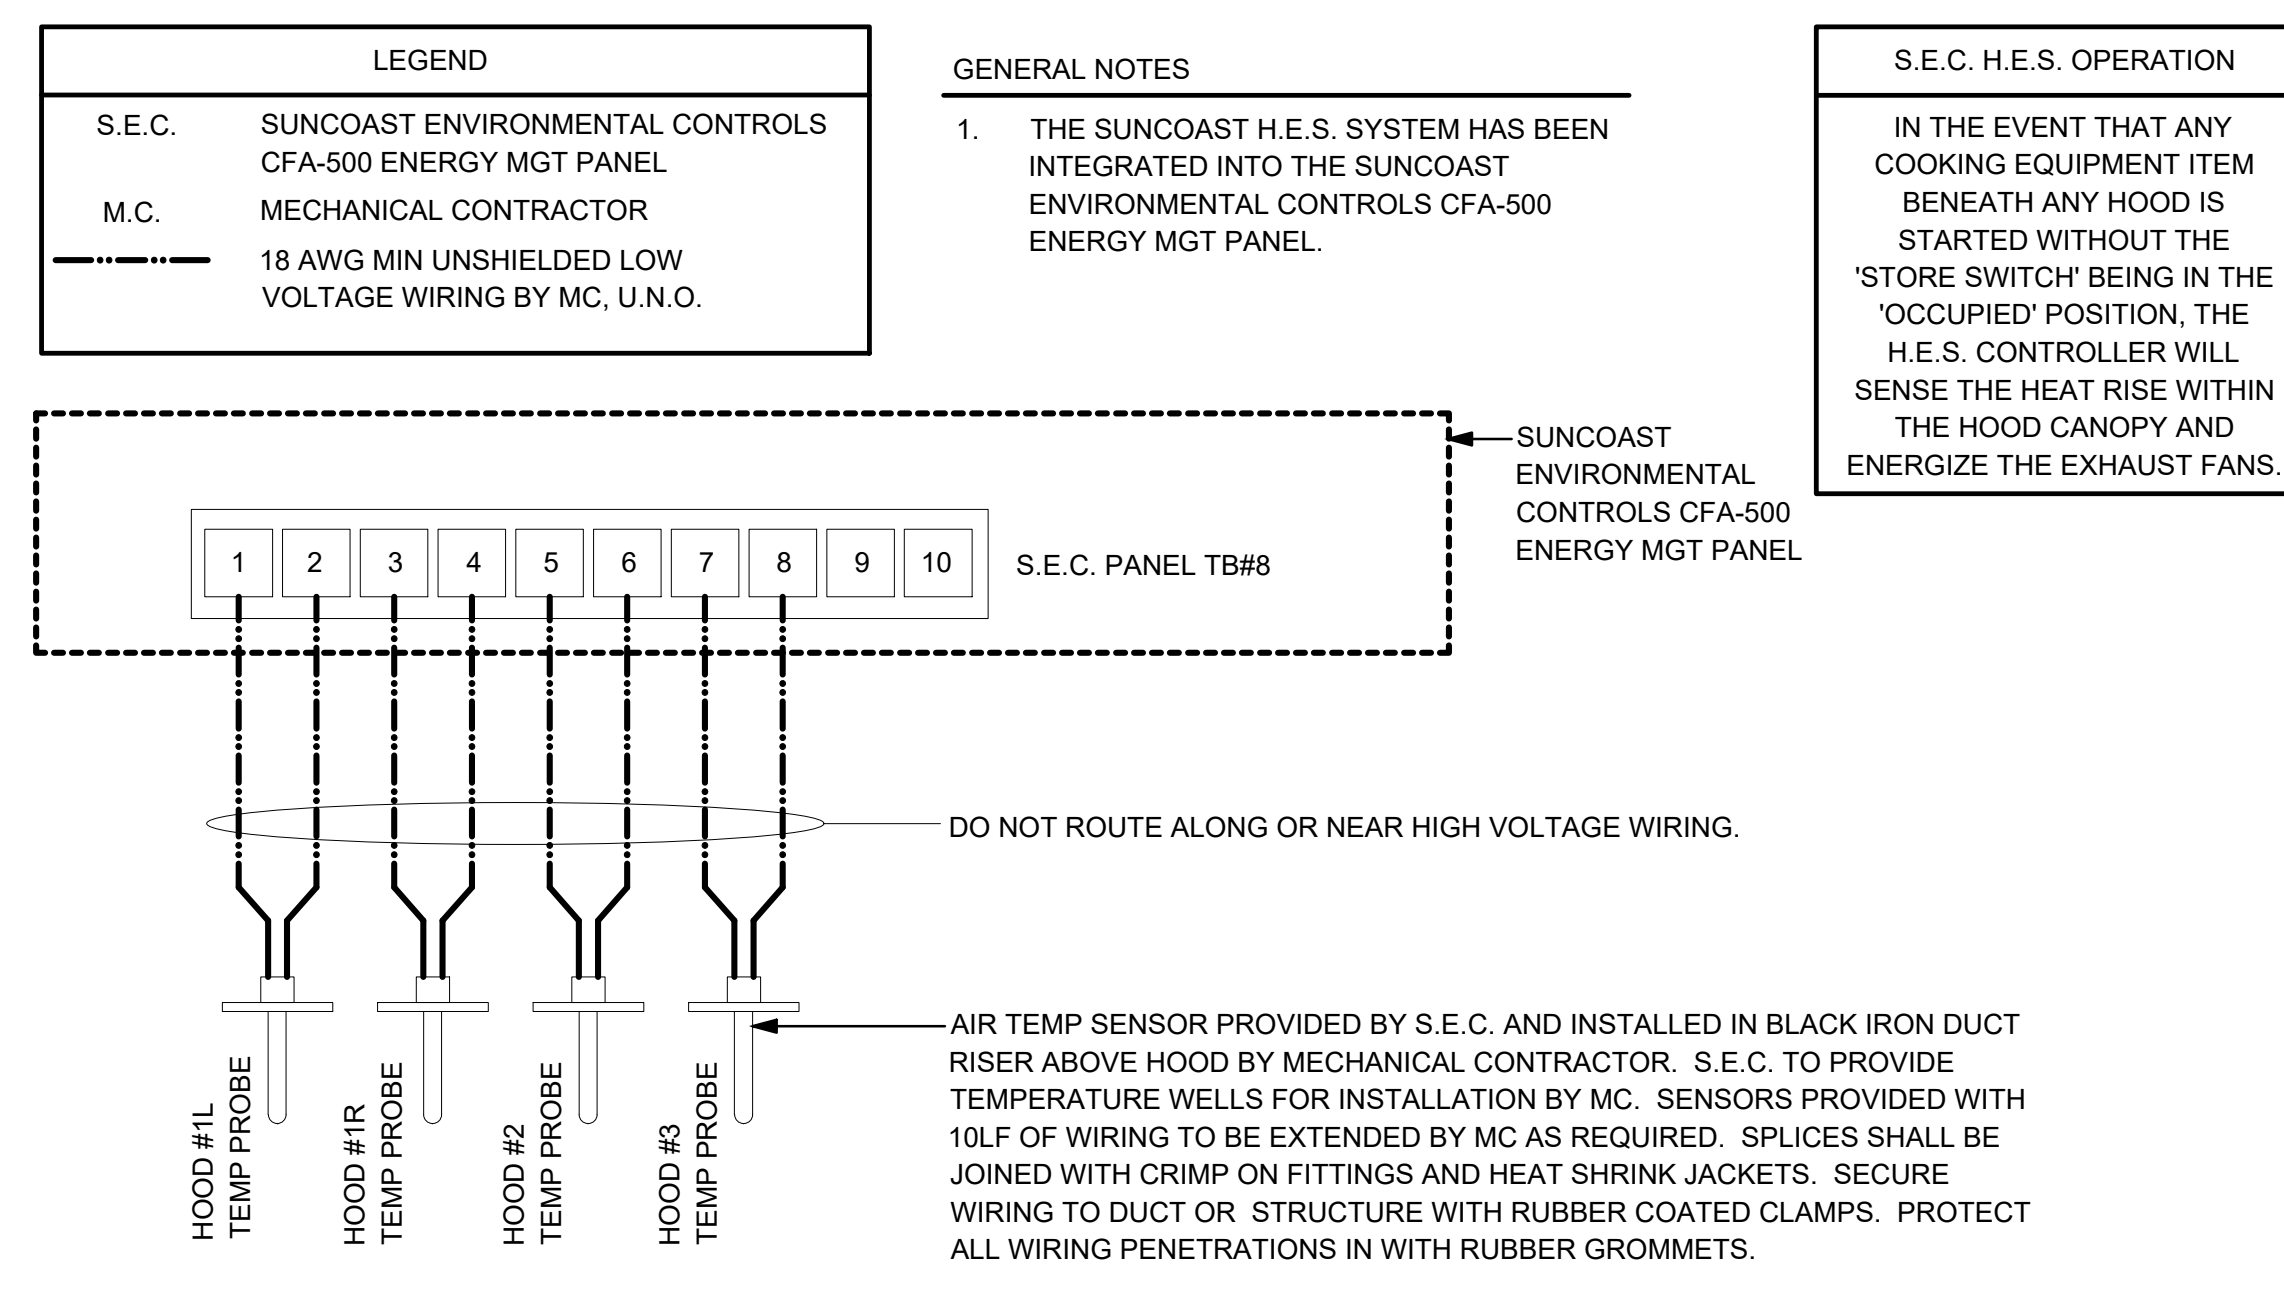 LEGEND
S.E.C. SUNCOAST ENVIRONMENTAL CONTROLS
CFA-500 ENERGY MGT PANEL
M.C. MECHANICAL CONTRACTOR
18 AWG MIN UNSHIELDED LOW
VOLTAGE WIRING BY MC, U.N.O.
GENERAL NOTES
1. THE SUNCOAST H.E.S. SYSTEM HAS BEEN
INTEGRATED INTO THE SUNCOAST
ENVIRONMENTAL CONTROLS CFA-500
ENERGY MGT PANEL.
S.E.C. H.E.S. OPERATION
IN THE EVENT THAT ANY
COOKING EQUIPMENT ITEM
BENEATH ANY HOOD IS
STARTED WITHOUT THE
'STORE SWITCH' BEING IN THE
'OCCUPIED' POSITION, THE
H.E.S. CONTROLLER WILL
SENSE THE HEAT RISE WITHIN
THE HOOD CANOPY AND
ENERGIZE THE EXHAUST FANS.
SUNCOAST
ENVIRONMENTAL
CONTROLS CFA-500
ENERGY MGT PANEL
1 2 3 4 5 6 7 8 9 10
S.E.C. PANEL TB#8
DO NOT ROUTE ALONG OR NEAR HIGH VOLTAGE WIRING.
AIR TEMP SENSOR PROVIDED BY S.E.C. AND INSTALLED IN BLACK IRON DUCT
RISER ABOVE HOOD BY MECHANICAL CONTRACTOR. S.E.C. TO PROVIDE
TEMPERATURE WELLS FOR INSTALLATION BY MC. SENSORS PROVIDED WITH
10LF OF WIRING TO BE EXTENDED BY MC AS REQUIRED. SPLICES SHALL BE
JOINED WITH CRIMP ON FITTINGS AND HEAT SHRINK JACKETS. SECURE
WIRING TO DUCT OR STRUCTURE WITH RUBBER COATED CLAMPS. PROTECT
ALL WIRING PENETRATIONS IN WITH RUBBER GROMMETS.
HOOD #1L
TEMP PROBE
HOOD #1R
TEMP PROBE
HOOD #2
TEMP PROBE
HOOD #3
TEMP PROBE